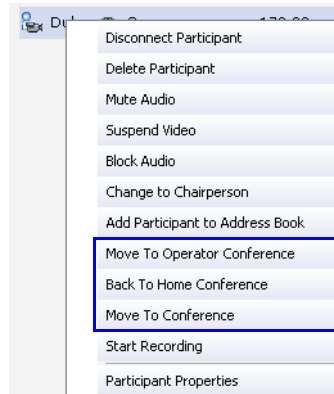 Disconnect Participant
Delete Participant
Mute Audio
Suspend Video
Block Audio
Change to Chairperson
Add Participant to Address Book
Move To Operator Conference
Back To Home Conference
Move To Conference
Start Recording
Participant Properties